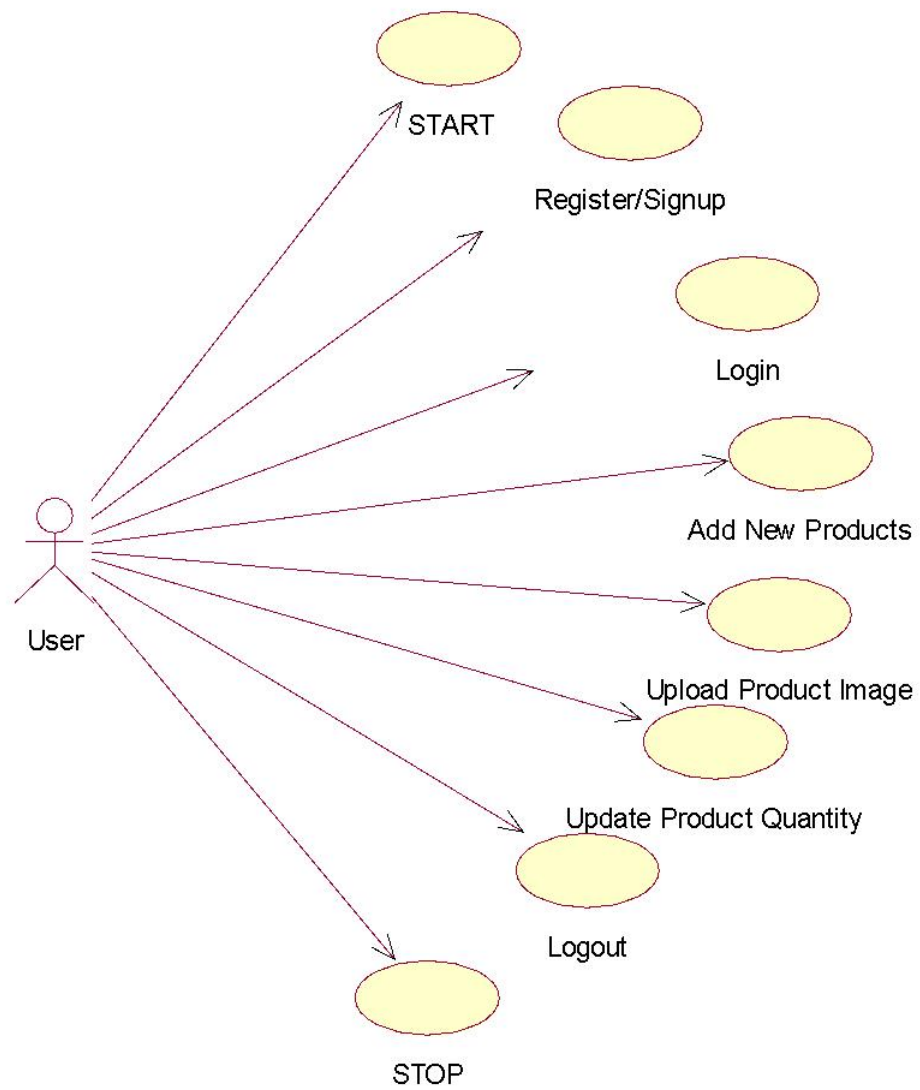 START
Register/Signup
Login
Add New Products
User
Upload Product Image
Update Product Quantity
Logout
STOP